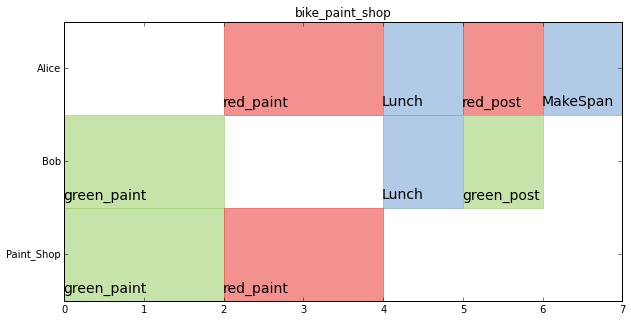 bike_paint_shop
Alice
red_paint
Lunch
red_post
MakeSpan
Bob
green_paint
Lunch
green_post
Paint_Shop
green_paint
red_paint
0 1 2 3 4 5 6 7